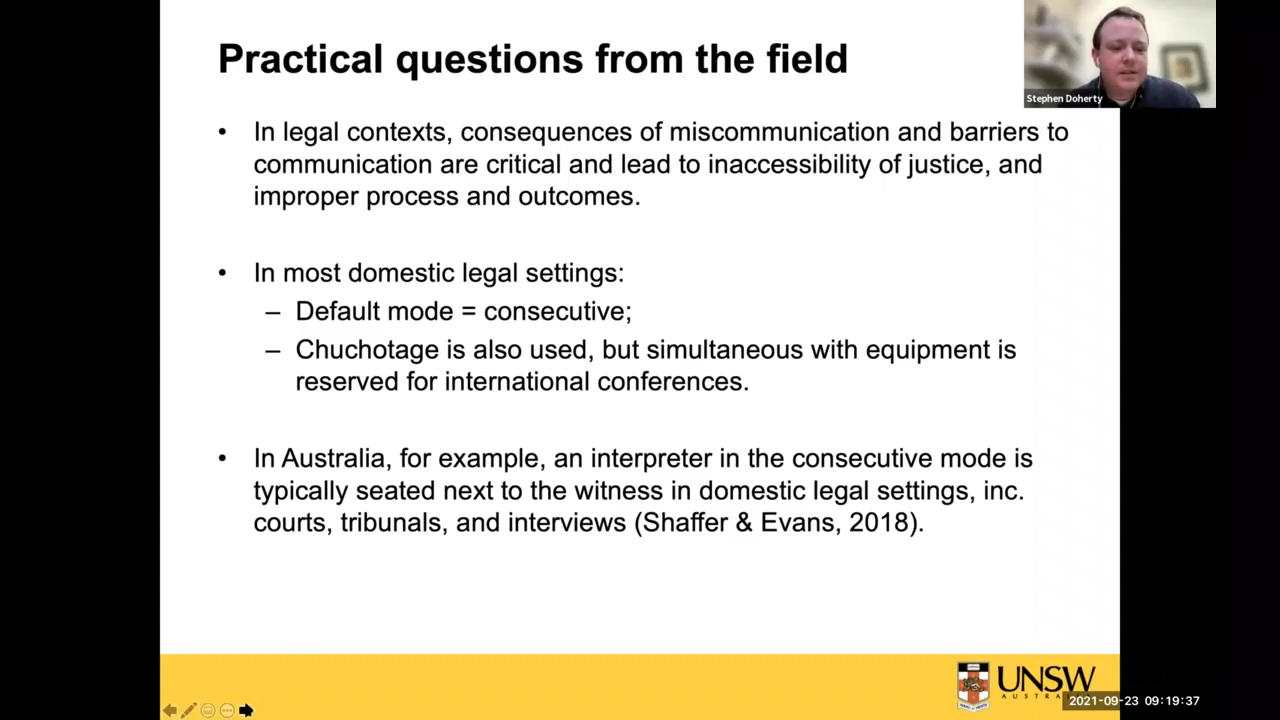 Practical questions from the field
Stephen Doherty
• In legal contexts, consequences of miscommunication and barriers to
communication are critical and lead to inaccessibility of justice, and
improper process and outcomes.
• In most domestic legal settings:
– Default mode = consecutive;
– Chuchotage is also used, but simultaneous with equipment is
reserved for international conferences.
• In Australia, for example, an interpreter in the consecutive mode is
typically seated next to the witness in domestic legal settings, inc.
courts, tribunals, and interviews (Shaffer & Evans, 2018).
UNSW
2021-09-23 09:19:37